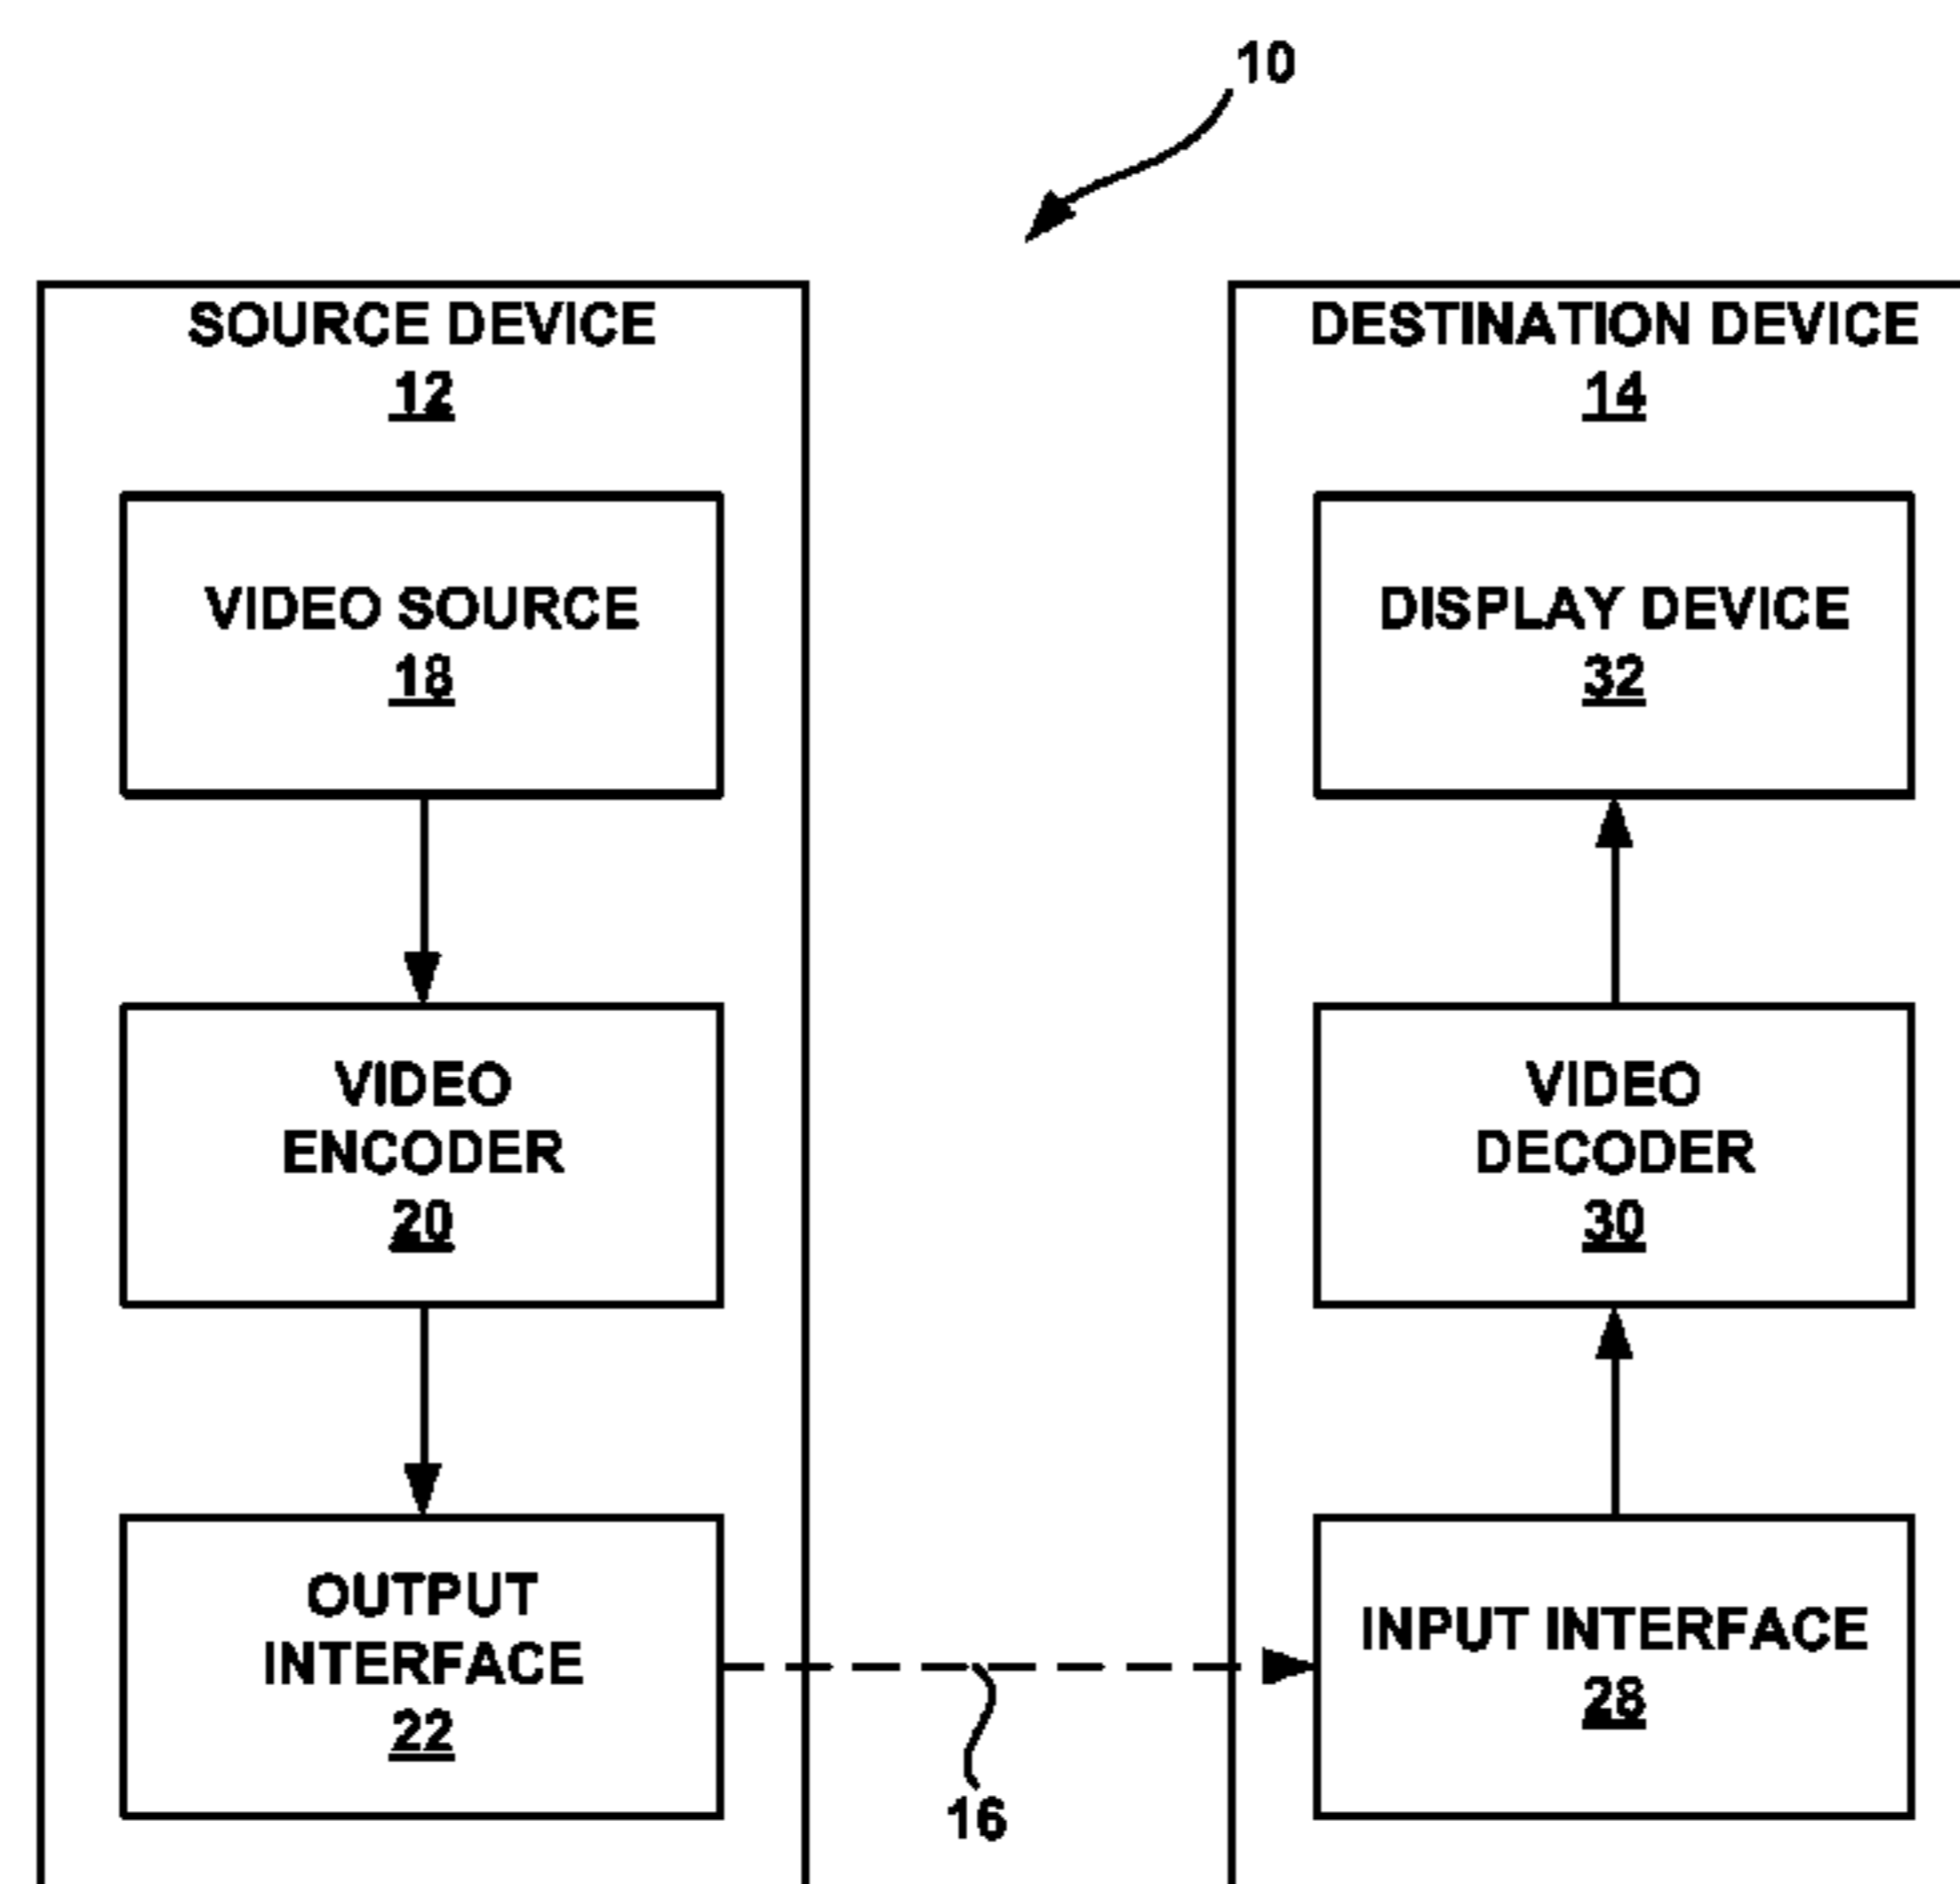 10
SOURCE DEVICE
12
VIDEO SOURCE
18
VIDEO
ENCODER
20
OUTPUT
INTERFACE
22
16
DESTINATION DEVICE
14
DISPLAY DEVICE
32
VIDEO
DECODER
30
INPUT INTERFACE
28